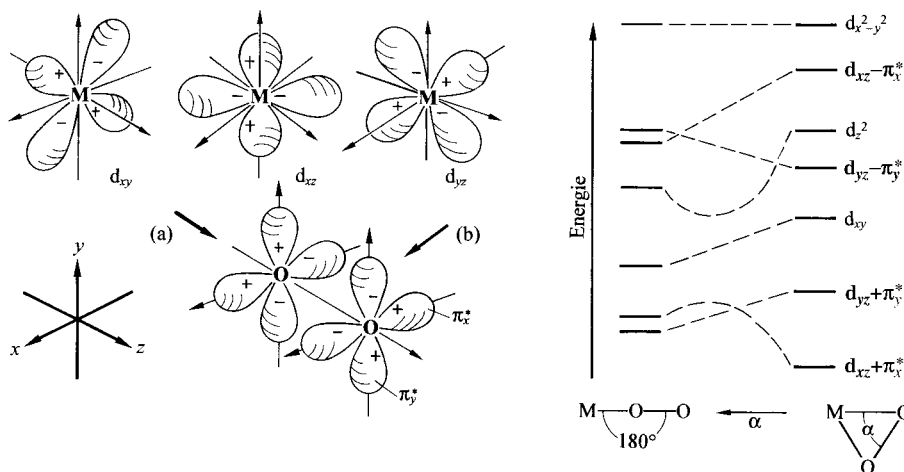 + − M + −
d_xy
+ − M − +
d_xz
− + M + −
d_yz
(a)
(b)
y
x
z
+ − O + −
+ − O − +
π*_x
π*_y
Energie
d_x²−y²
d_xz−π*_x
d_z²
d_yz−π*_y
d_xy
d_yz+π*_y
d_xz+π*_x
M—O—O
180°
α
M O
α
O